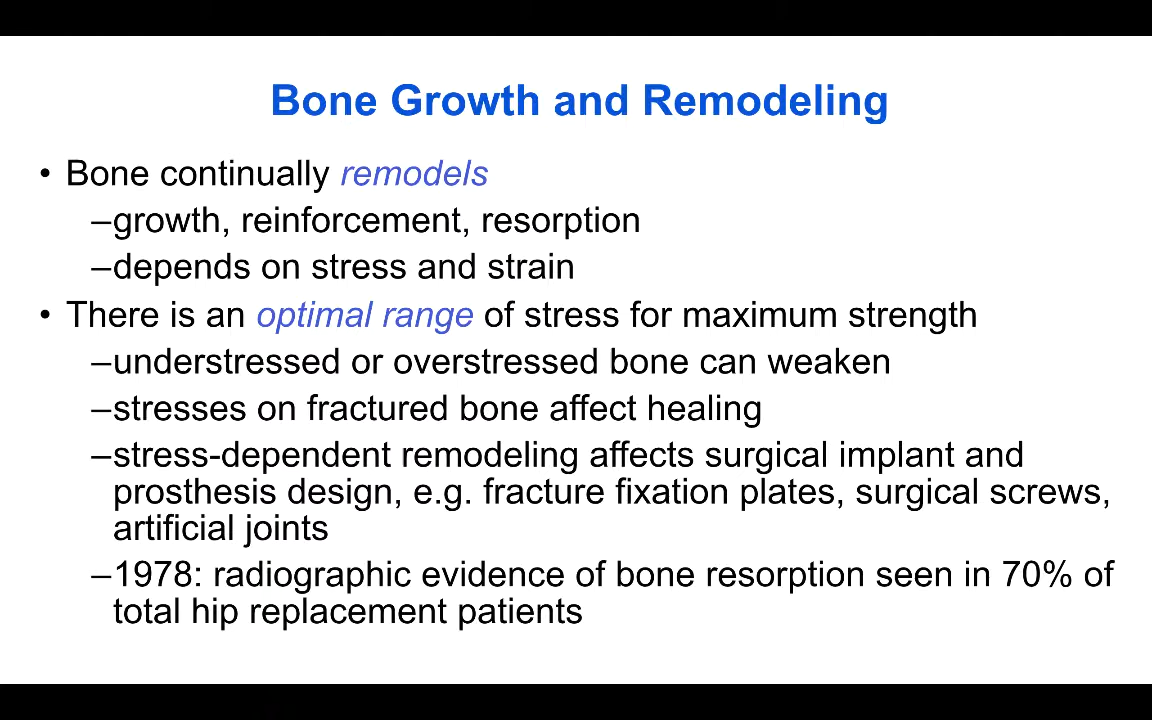 Bone Growth and Remodeling
• Bone continually remodels
–growth, reinforcement, resorption
–depends on stress and strain
• There is an optimal range of stress for maximum strength
–understressed or overstressed bone can weaken
–stresses on fractured bone affect healing
–stress-dependent remodeling affects surgical implant and
prosthesis design, e.g. fracture fixation plates, surgical screws,
artificial joints
–1978: radiographic evidence of bone resorption seen in 70% of
total hip replacement patients